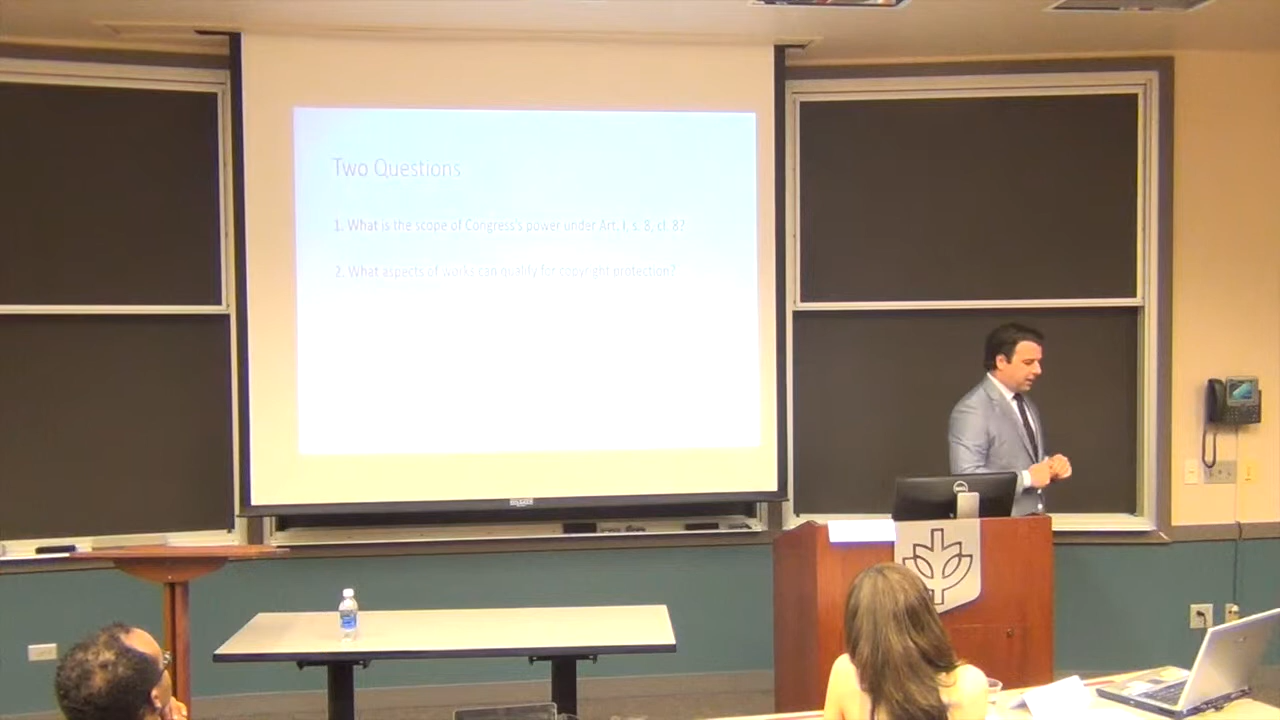 Two Questions
1. What is the scope of Congress's power under Art. I, s. 8, cl. 8?
2. What aspects of works can qualify for copyright protection?
DELL